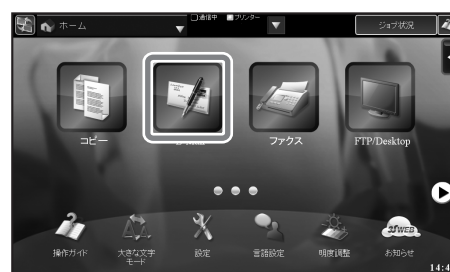 ホーム
通信中 プリンター
ジョブ状況
コピー
E-Mail
ファクス
FTP/Desktop
操作ガイド
大きな文字
モード
設定
言語設定
明度調整
お知らせ
WEB